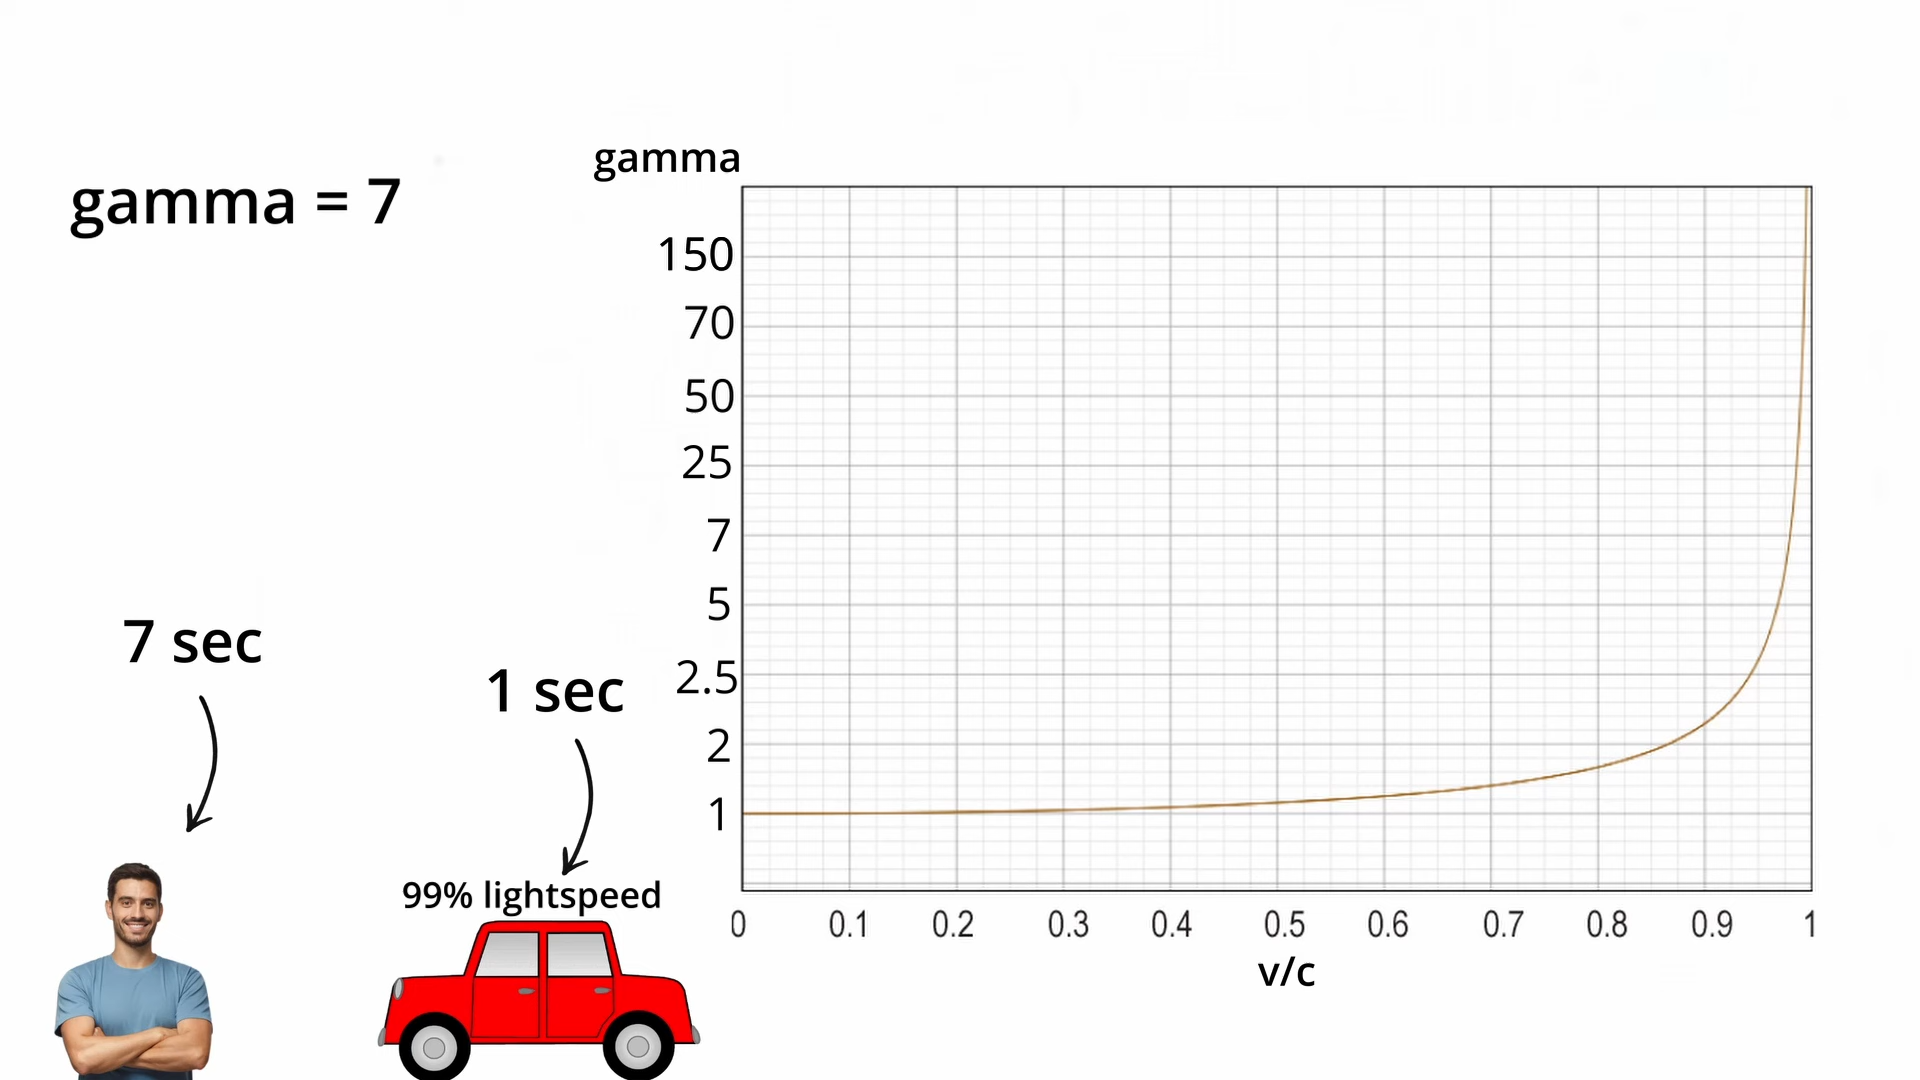 gamma = 7
7 sec
1 sec
99% lightspeed
gamma
150
70
50
25
7
5
2.5
2
1
0 0.1 0.2 0.3 0.4 0.5 0.6 0.7 0.8 0.9 1
v/c